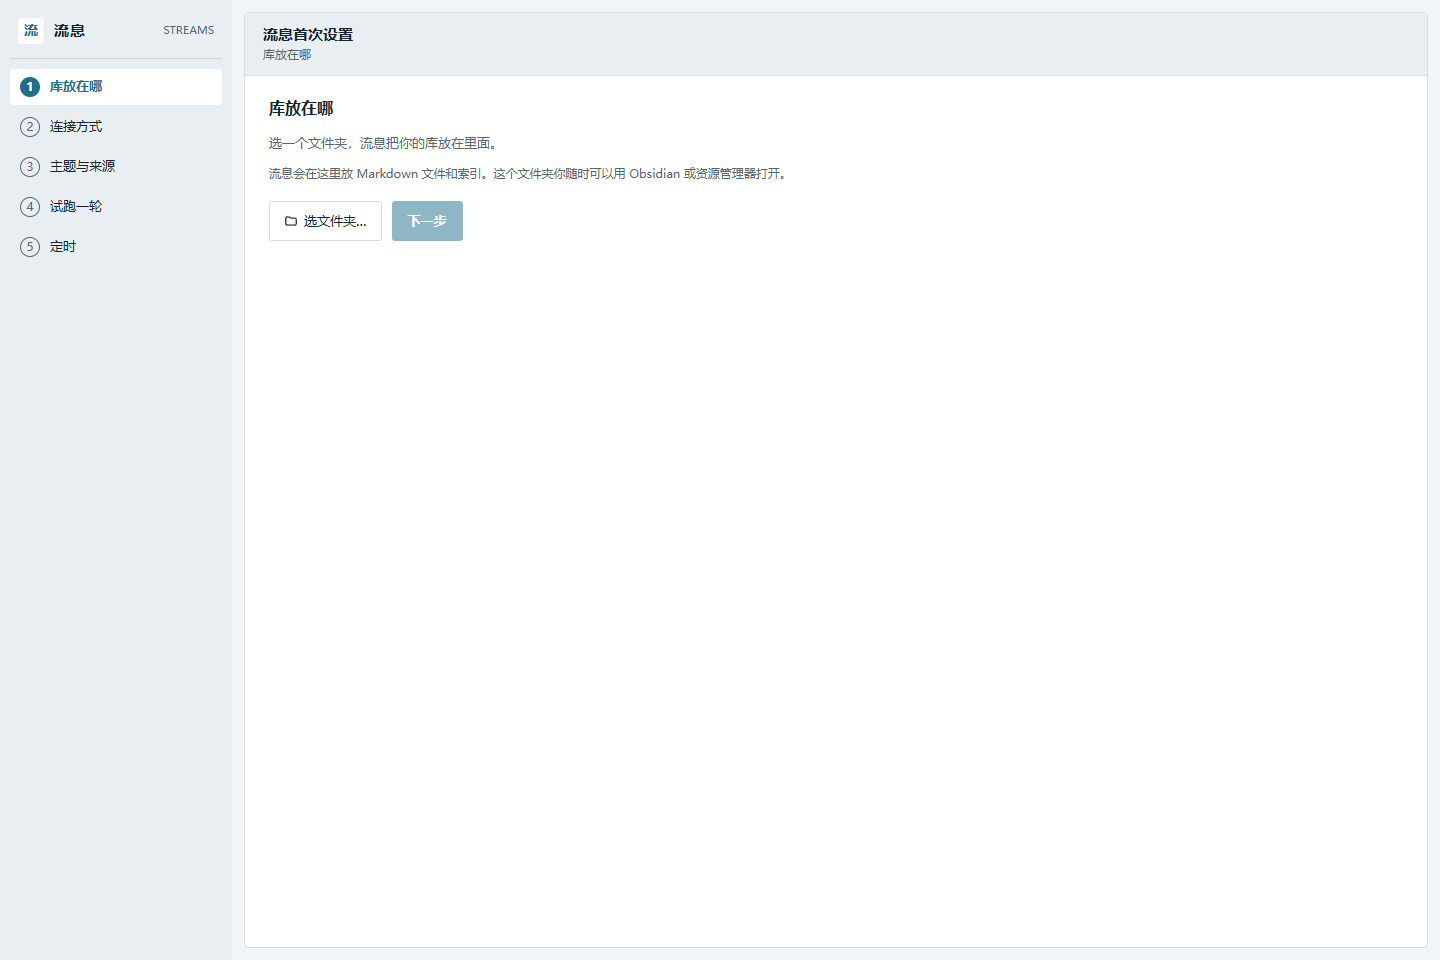 流 流息 STREAMS
1 库放在哪
2 连接方式
3 主题与来源
4 试跑一轮
5 定时
流息首次设置
库放在哪
库放在哪
选一个文件夹，流息把你的库放在里面。
流息会在这里放 Markdown 文件和索引。这个文件夹你随时可以用 Obsidian 或资源管理器打开。
选文件夹... 下一步